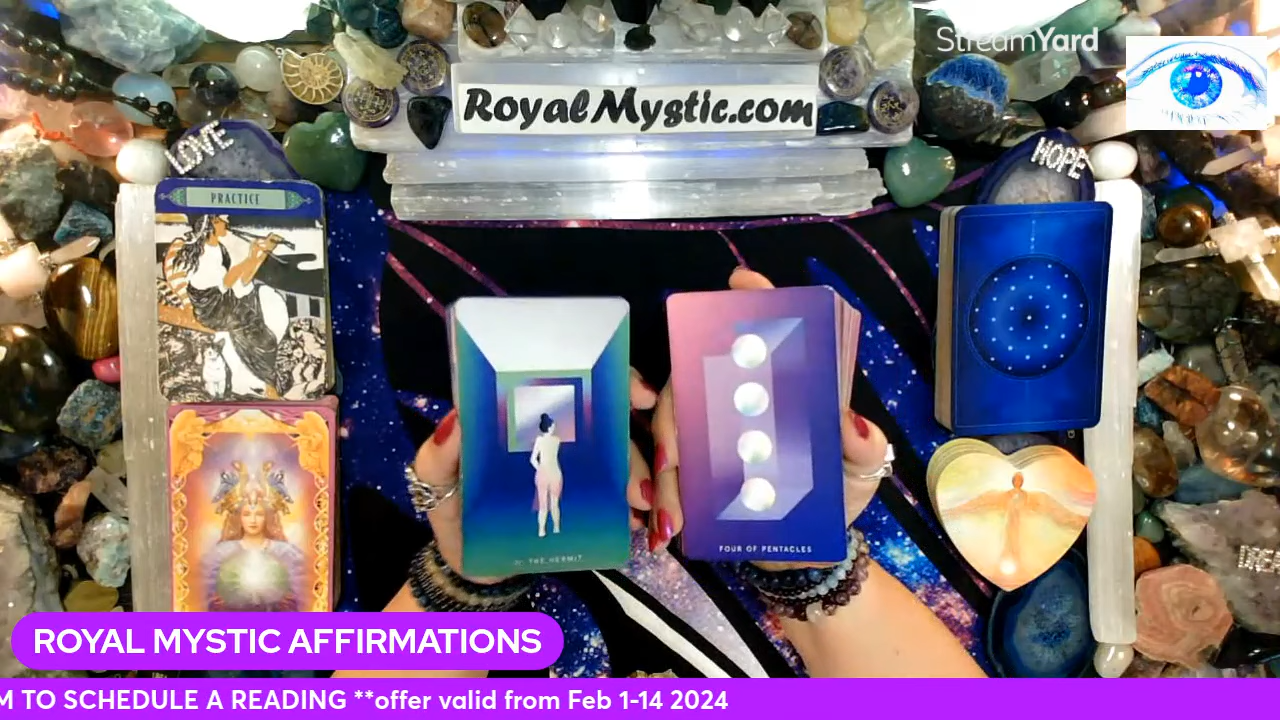 StreamYard
RoyalMystic.com
LOVE
HOPE
PRACTICE
THE HERMIT
FOUR OF PENTACLES
ROYAL MYSTIC AFFIRMATIONS
M TO SCHEDULE A READING **offer valid from Feb 1-14 2024